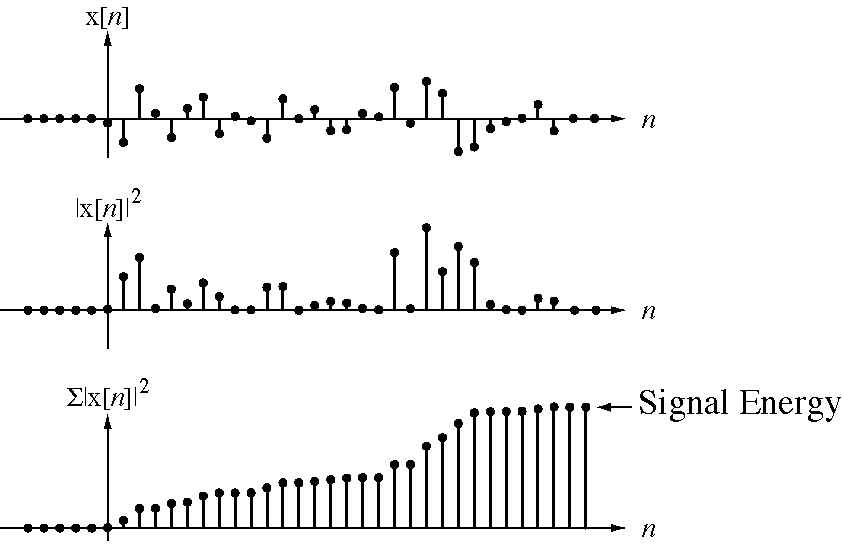 x[n]
n
|x[n]|²
n
Σ|x[n]|²
Signal Energy
n